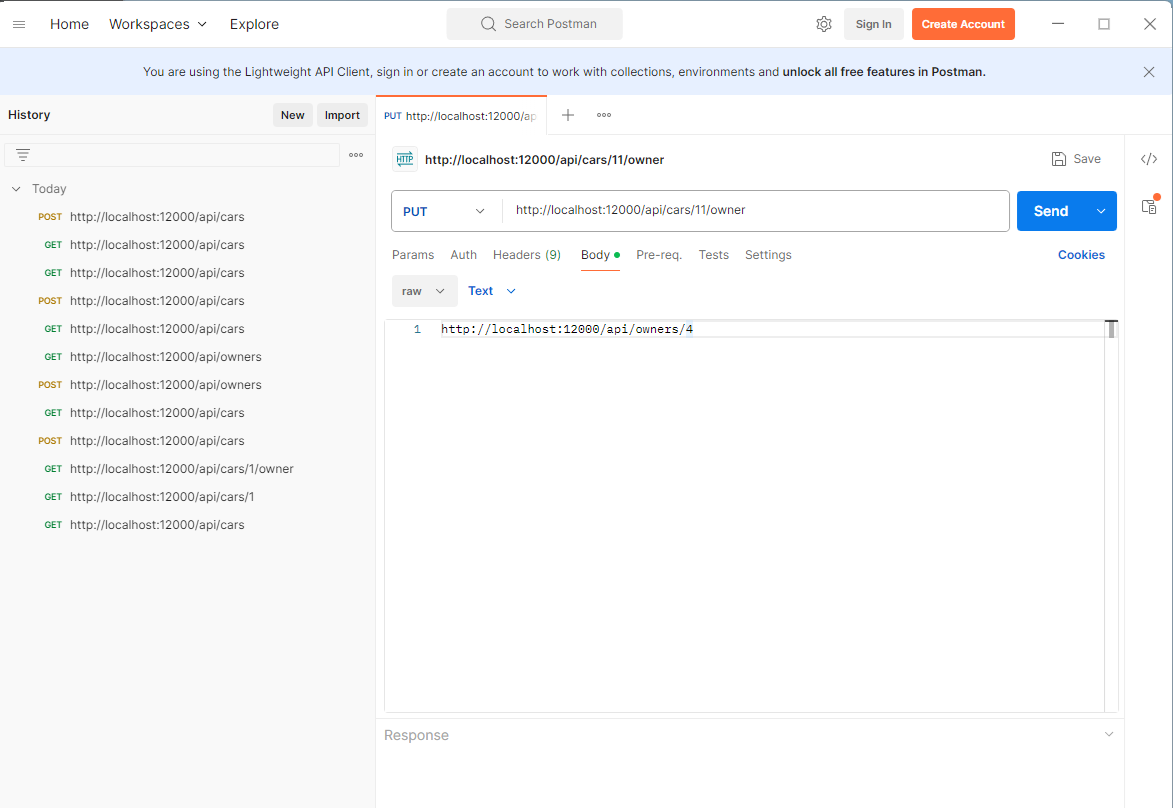 Home Workspaces Explore Search Postman Sign In Create Account
You are using the Lightweight API Client, sign in or create an account to work with collections, environments and unlock all free features in Postman.
History New Import
Today
POST http://localhost:12000/api/cars
GET http://localhost:12000/api/cars
GET http://localhost:12000/api/cars
POST http://localhost:12000/api/cars
GET http://localhost:12000/api/cars
GET http://localhost:12000/api/owners
POST http://localhost:12000/api/owners
GET http://localhost:12000/api/cars
POST http://localhost:12000/api/cars
GET http://localhost:12000/api/cars/1/owner
GET http://localhost:12000/api/cars/1
GET http://localhost:12000/api/cars
PUT http://localhost:12000/ap
HTTP http://localhost:12000/api/cars/11/owner Save
PUT http://localhost:12000/api/cars/11/owner Send
Params Auth Headers (9) Body Pre-req. Tests Settings Cookies
raw Text
1 http://localhost:12000/api/owners/4
Response